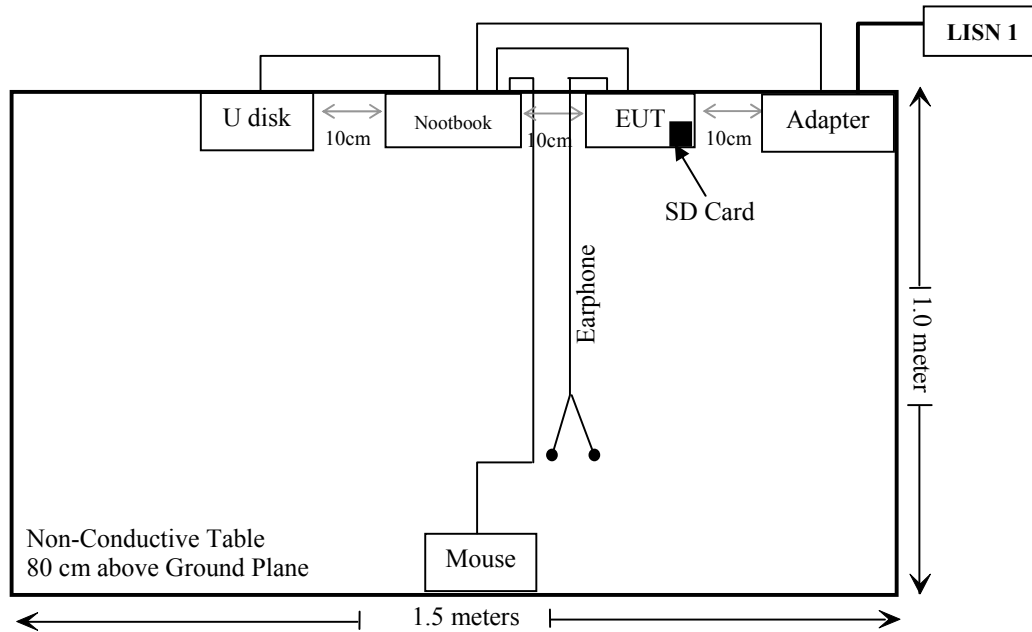 LISN 1
U disk
Nootbook
EUT
Adapter
10cm
10cm
10cm
SD Card
Earphone
1.0 meter
Non-Conductive Table
80 cm above Ground Plane
Mouse
1.5 meters